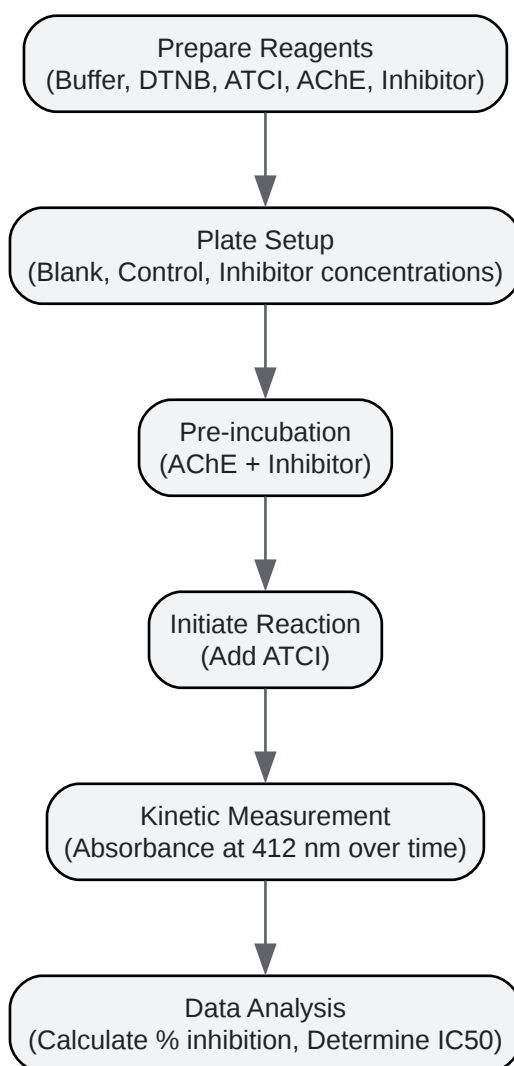 Prepare Reagents
(Buffer, DTNB, ATCI, AChE, Inhibitor)
Plate Setup
(Blank, Control, Inhibitor concentrations)
Pre-incubation
(AChE + Inhibitor)
Initiate Reaction
(Add ATCI)
Kinetic Measurement
(Absorbance at 412 nm over time)
Data Analysis
(Calculate % inhibition, Determine IC50)